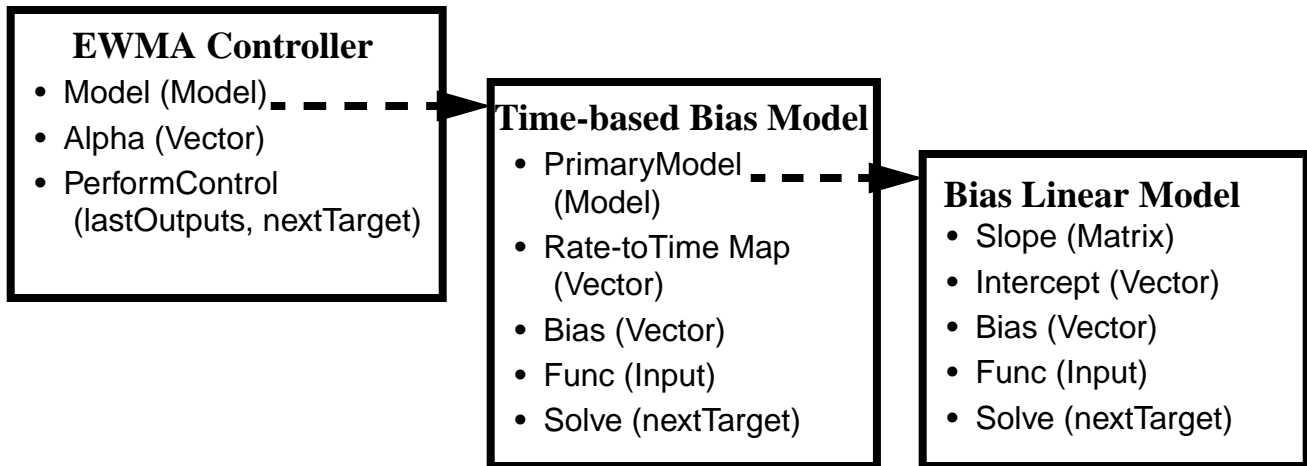 EWMA Controller
• Model (Model)
• Alpha (Vector)
• PerformControl
(lastOutputs, nextTarget)
Time-based Bias Model
• PrimaryModel
(Model)
• Rate-toTime Map
(Vector)
• Bias (Vector)
• Func (Input)
• Solve (nextTarget)
Bias Linear Model
• Slope (Matrix)
• Intercept (Vector)
• Bias (Vector)
• Func (Input)
• Solve (nextTarget)